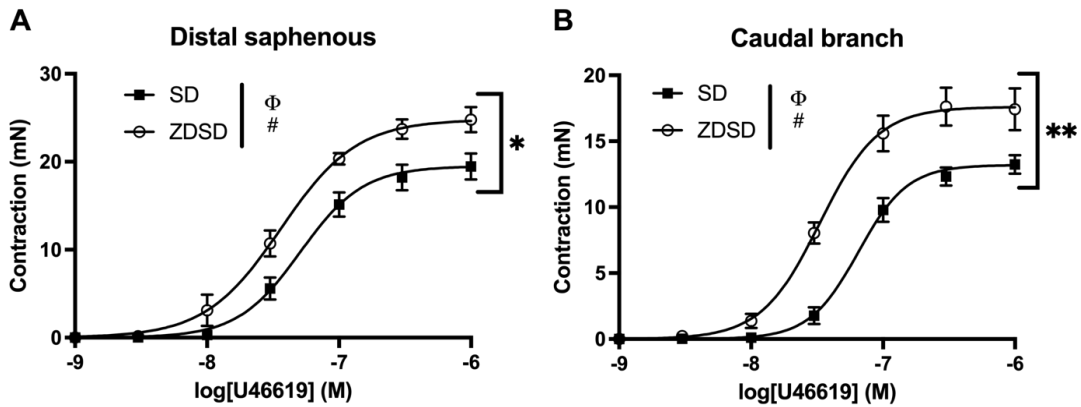 A
Distal saphenous
30
20
10
0
Contraction (mN)
SD
ZDSD
Φ
#
*
-9
-8
-7
-6
log[U46619] (M)
B
Caudal branch
20
15
10
5
0
Contraction (mN)
SD
ZDSD
Φ
#
**
-9
-8
-7
-6
log[U46619] (M)